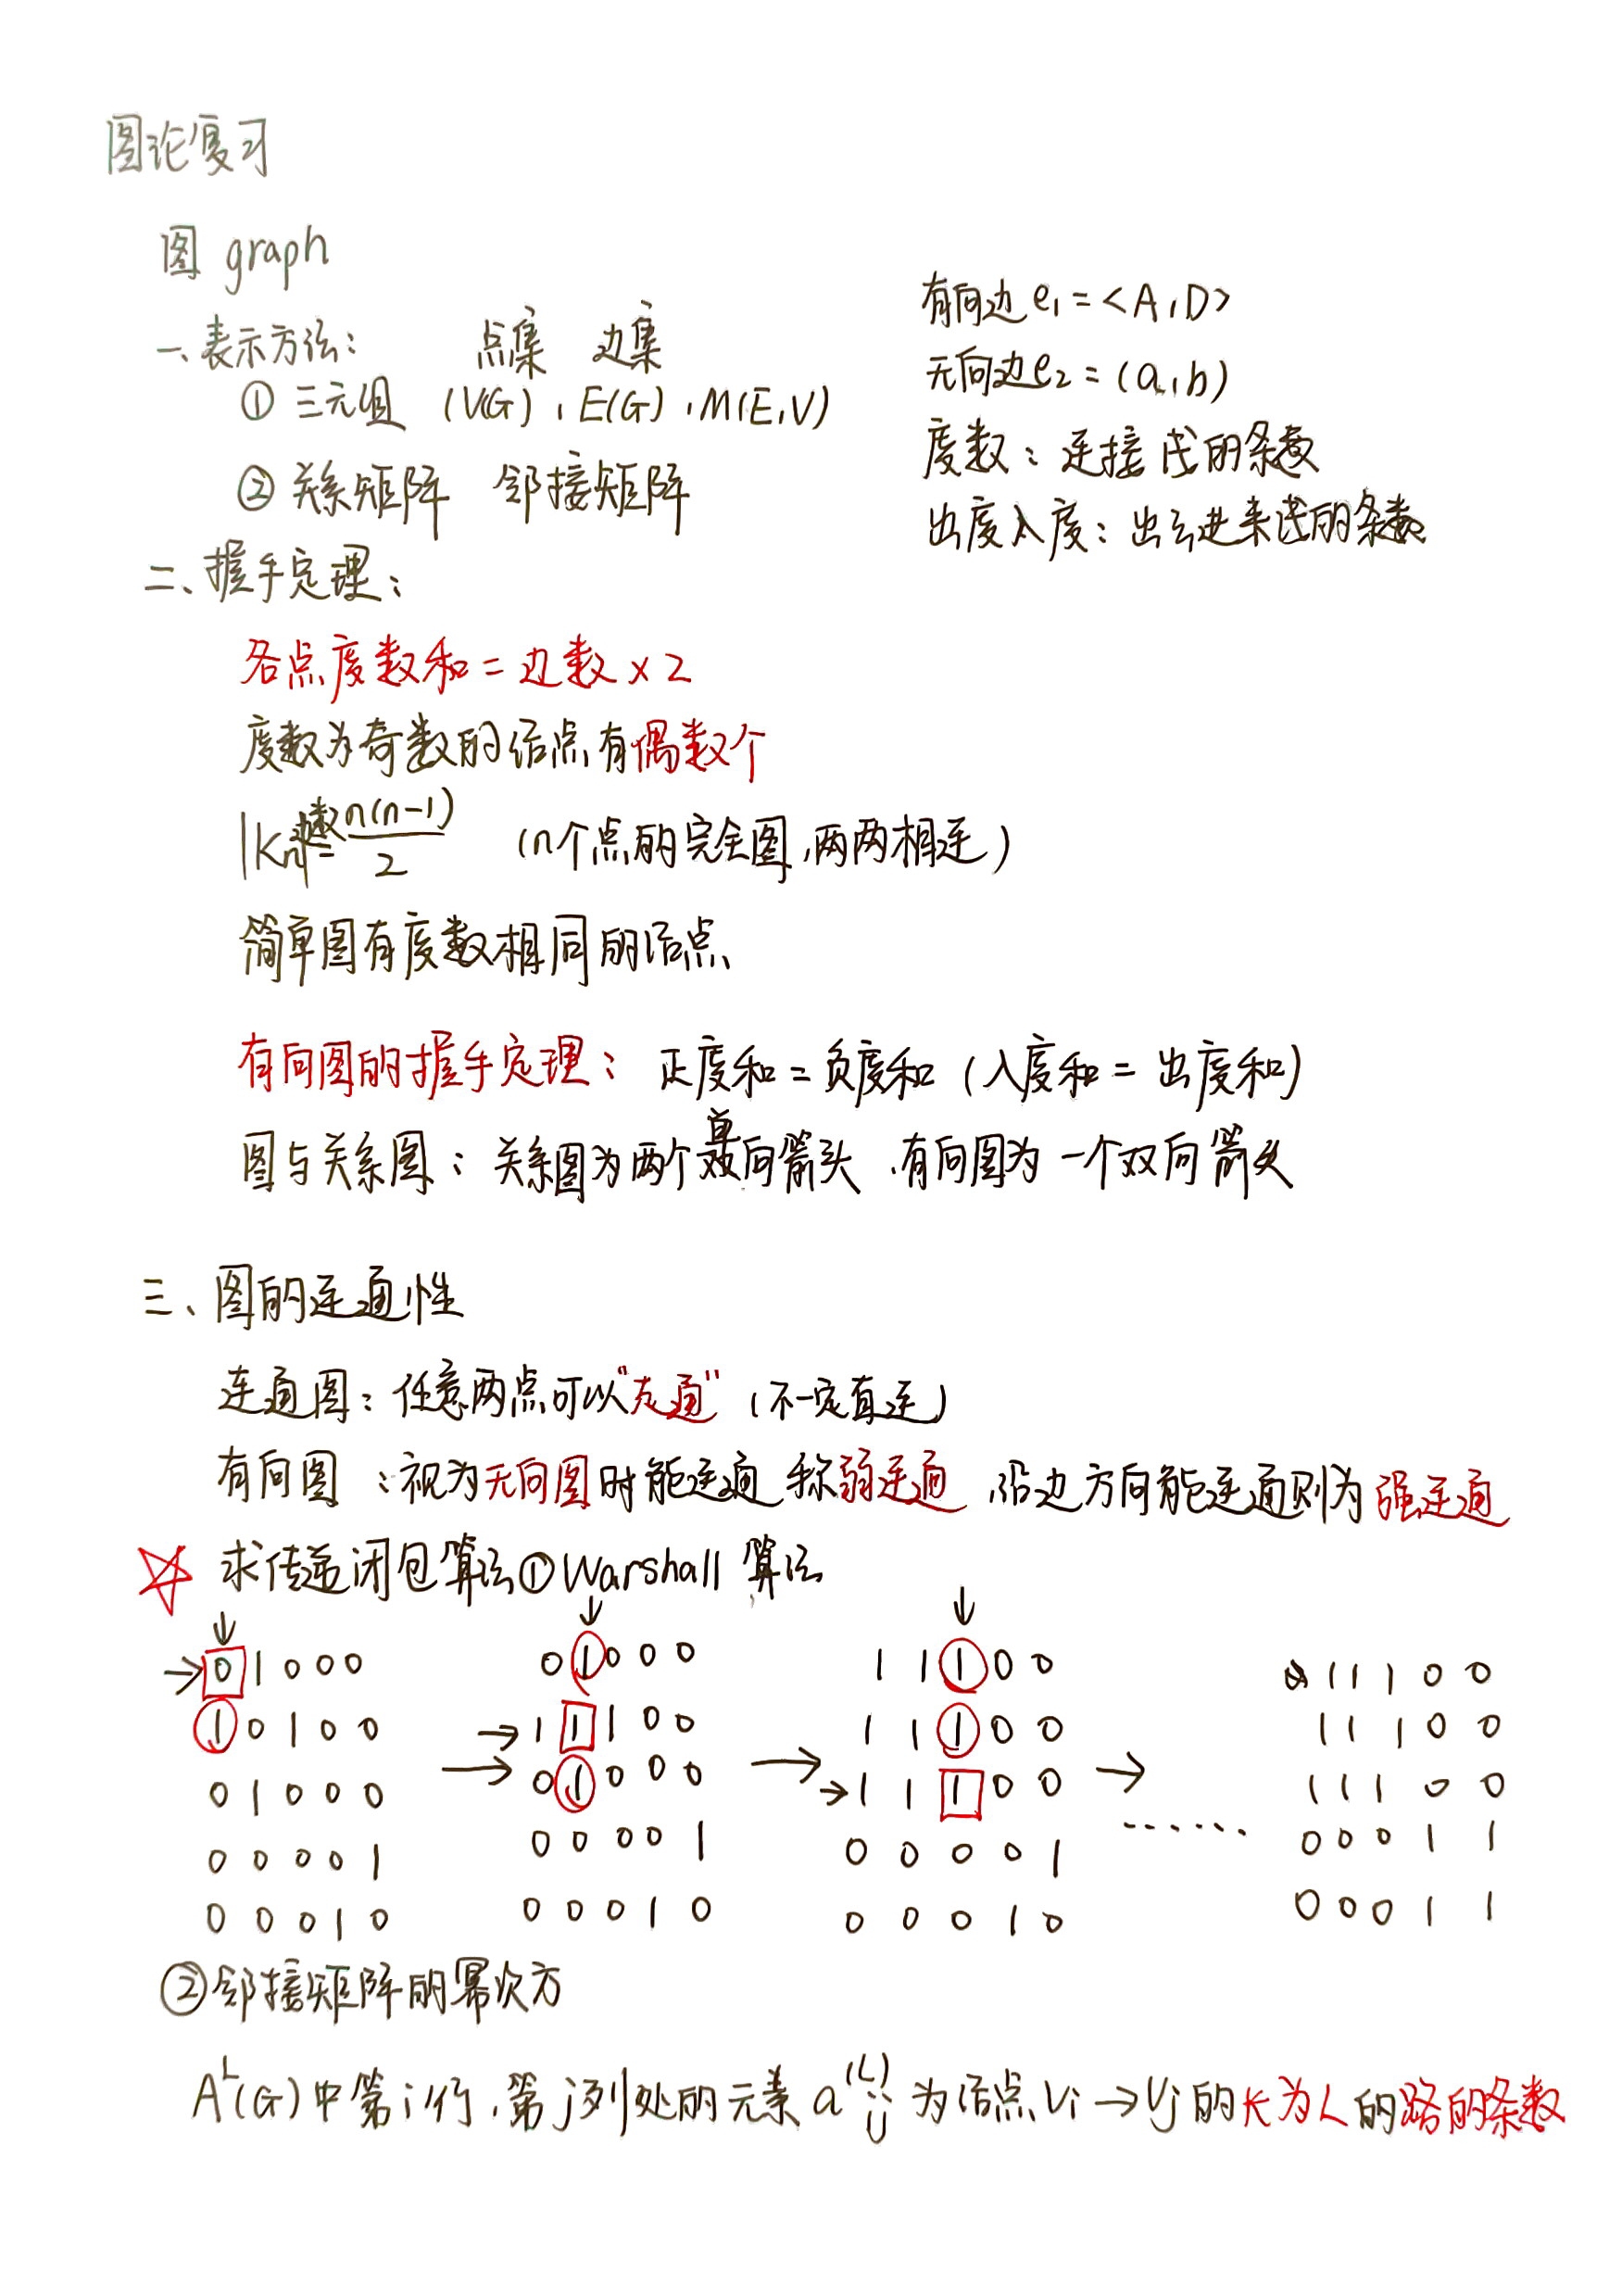 图论复习
图 graph
一、表示方法： 点集 边集
① 三元组 (V(G), E(G), M(E,V)
② 关系矩阵 邻接矩阵
有向边 e₁ = <A, D>
无向边 e₂ = (a, b)
度数：连接线的条数
出度入度：出去进来线的条数
二、握手定理：
各点度数和 = 边数 × 2
度数为奇数的结点有偶数个
|Kn|边数 = n(n-1)/2 (n个点的完全图，两两相连)
简单图有度数相同的结点
有向图的握手定理： 正度和 = 负度和 (入度和 = 出度和)
图与关系图：关系图为两个单向箭头，有向图为一个双向箭头
三、图的连通性
连通图：任意两点可以“走通” (不一定直连)
有向图 ：视为无向图时能连通 称弱连通，沿边方向能连通则为强连通
☆ 求传递闭包算法 ① Warshall 算法
↓ ↓ ↓
→ 0 1 0 0 0 0 1 0 0 0 1 1 1 0 0 1 1 1 0 0
1 0 1 0 0 → 1 1 1 0 0 1 1 1 0 0 1 1 1 0 0
0 1 0 0 0 → 0 1 0 0 0 → → 1 1 1 0 0 → 1 1 1 0 0
0 0 0 0 1 0 0 0 0 1 0 0 0 0 1 ...... 0 0 0 1 1
0 0 0 1 0 0 0 0 1 0 0 0 0 1 0 0 0 0 1 1
② 邻接矩阵的幂次方
Aᴸ(G) 中第 i 行，第 j 列处的元素 aᵢⱼ⁽ᴸ⁾ 为结点 Vi → Vj 的长为 L 的路的条数